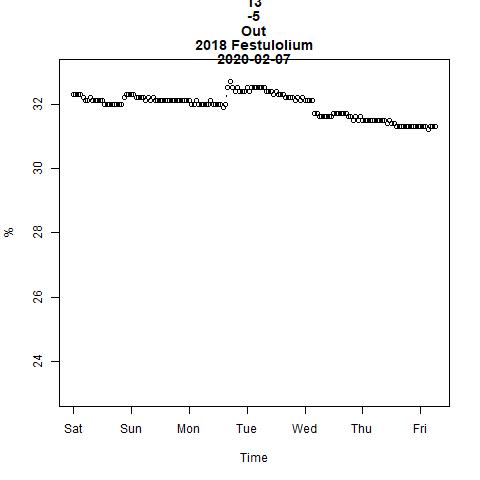 13
-5
Out
2018 Festulolium
2020-02-07
%
32
30
28
26
24
Sat Sun Mon Tue Wed Thu Fri
Time